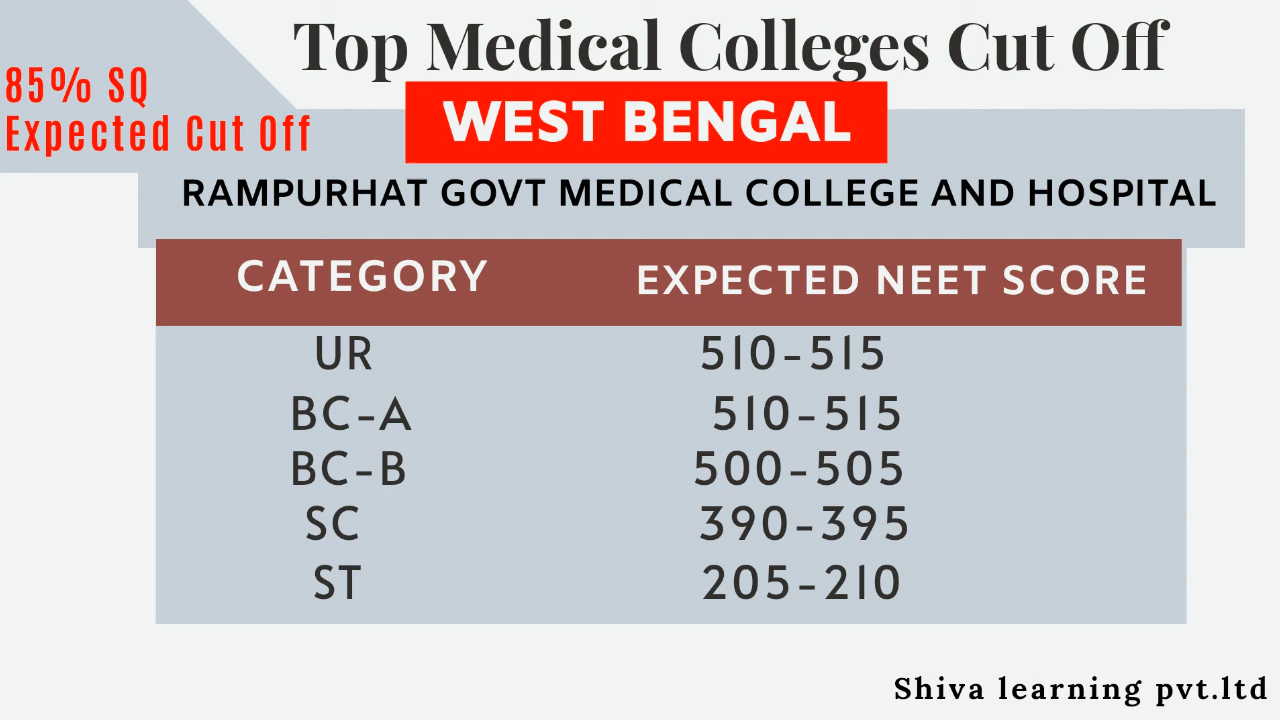 Top Medical Colleges Cut Off
85% SQ
Expected Cut Off
WEST BENGAL
RAMPURHAT GOVT MEDICAL COLLEGE AND HOSPITAL
CATEGORY EXPECTED NEET SCORE
UR 510-515
BC-A 510-515
BC-B 500-505
SC 390-395
ST 205-210
Shiva learning pvt.ltd